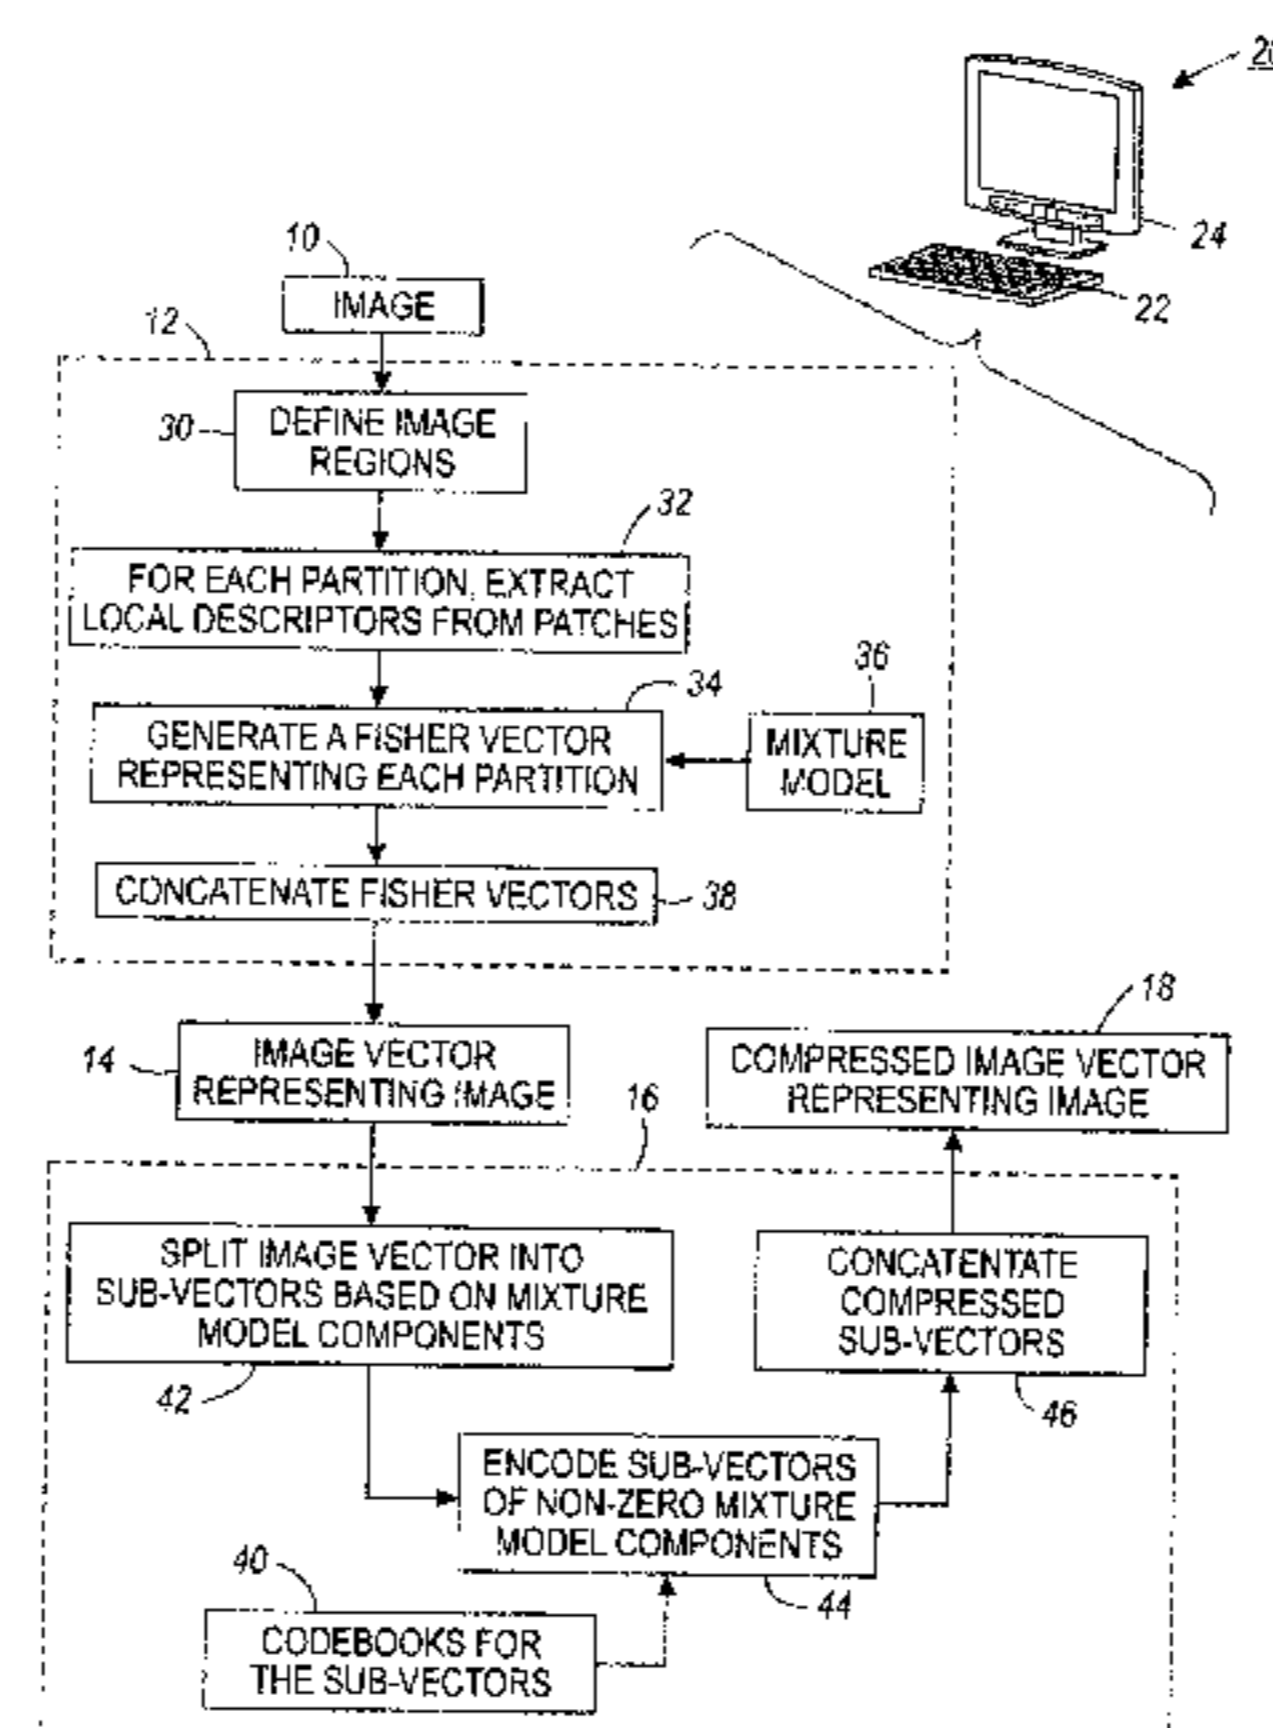 24
22
10
IMAGE
12
30
DEFINE IMAGE
REGIONS
32
FOR EACH PARTITION, EXTRACT
LOCAL DESCRIPTORS FROM PATCHES
34
GENERATE A FISHER VECTOR
REPRESENTING EACH PARTITION
36
MIXTURE
MODEL
CONCATENATE FISHER VECTORS
38
14
IMAGE VECTOR
REPRESENTING IMAGE
18
COMPRESSED IMAGE VECTOR
REPRESENTING IMAGE
16
SPLIT IMAGE VECTOR INTO
SUB-VECTORS BASED ON MIXTURE
MODEL COMPONENTS
42
CONCATENTATE
COMPRESSED
SUB-VECTORS
46
ENCODE SUB-VECTORS
OF NON-ZERO MIXTURE
MODEL COMPONENTS
44
40
CODEBOOKS FOR
THE SUB-VECTORS